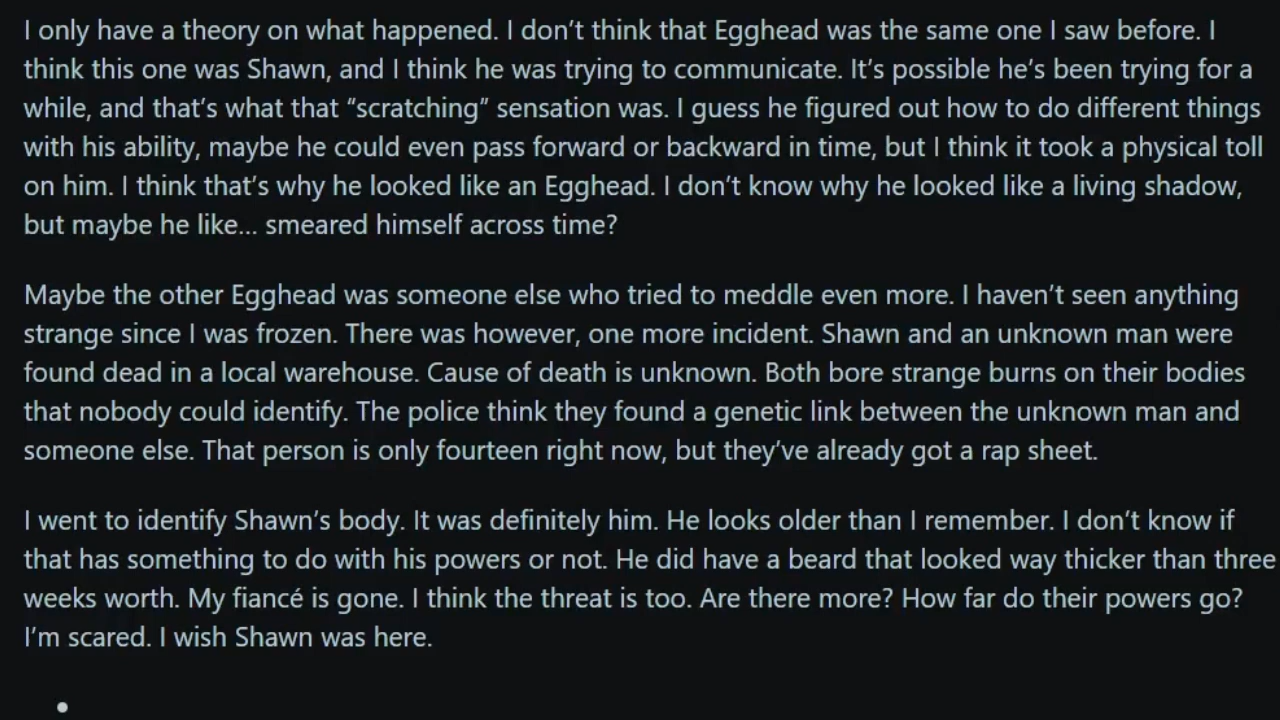 I only have a theory on what happened. I don’t think that Egghead was the same one I saw before. I
think this one was Shawn, and I think he was trying to communicate. It’s possible he’s been trying for a
while, and that’s what that “scratching” sensation was. I guess he figured out how to do different things
with his ability, maybe he could even pass forward or backward in time, but I think it took a physical toll
on him. I think that’s why he looked like an Egghead. I don’t know why he looked like a living shadow,
but maybe he like... smeared himself across time?
Maybe the other Egghead was someone else who tried to meddle even more. I haven’t seen anything
strange since I was frozen. There was however, one more incident. Shawn and an unknown man were
found dead in a local warehouse. Cause of death is unknown. Both bore strange burns on their bodies
that nobody could identify. The police think they found a genetic link between the unknown man and
someone else. That person is only fourteen right now, but they’ve already got a rap sheet.
I went to identify Shawn’s body. It was definitely him. He looks older than I remember. I don’t know if
that has something to do with his powers or not. He did have a beard that looked way thicker than three
weeks worth. My fiancé is gone. I think the threat is too. Are there more? How far do their powers go?
I’m scared. I wish Shawn was here.